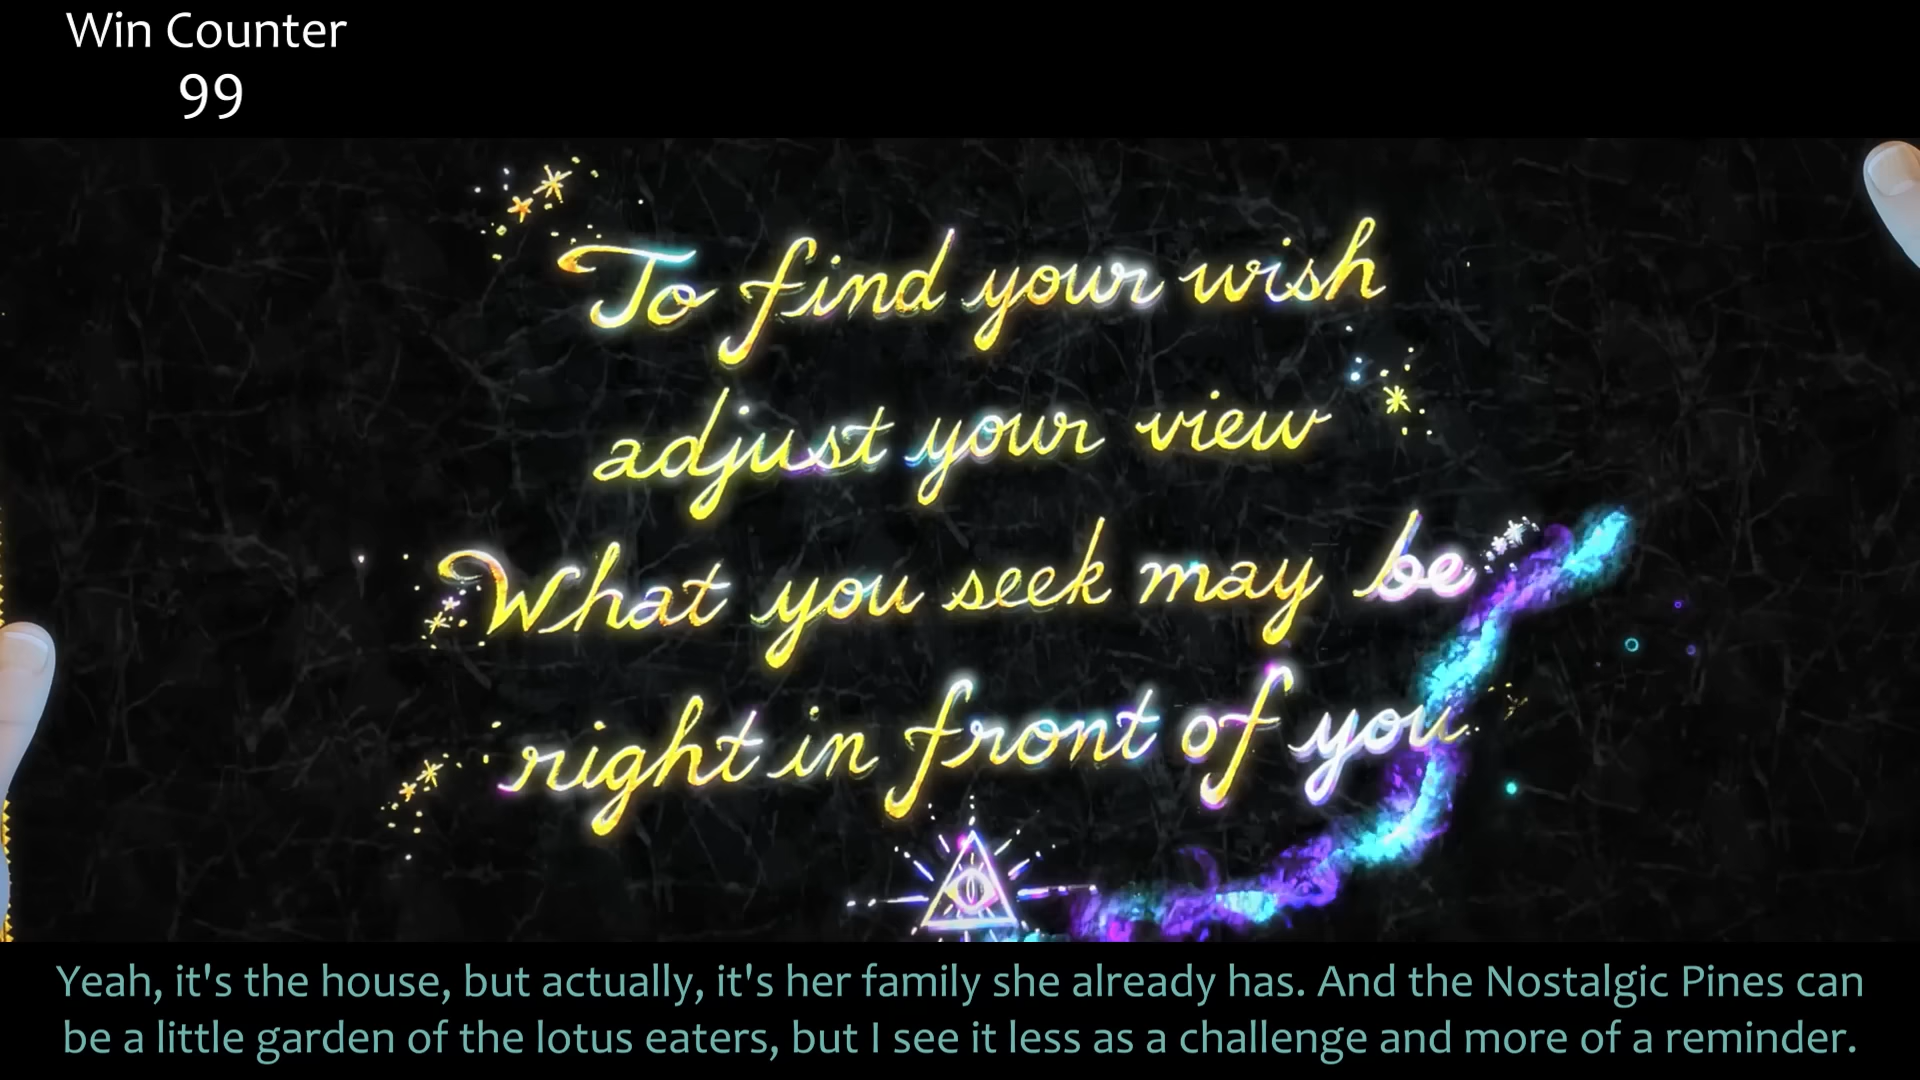 Win Counter
99
To find your wish
adjust your view
What you seek may be
right in front of you
Yeah, it's the house, but actually, it's her family she already has. And the Nostalgic Pines can
be a little garden of the lotus eaters, but I see it less as a challenge and more of a reminder.